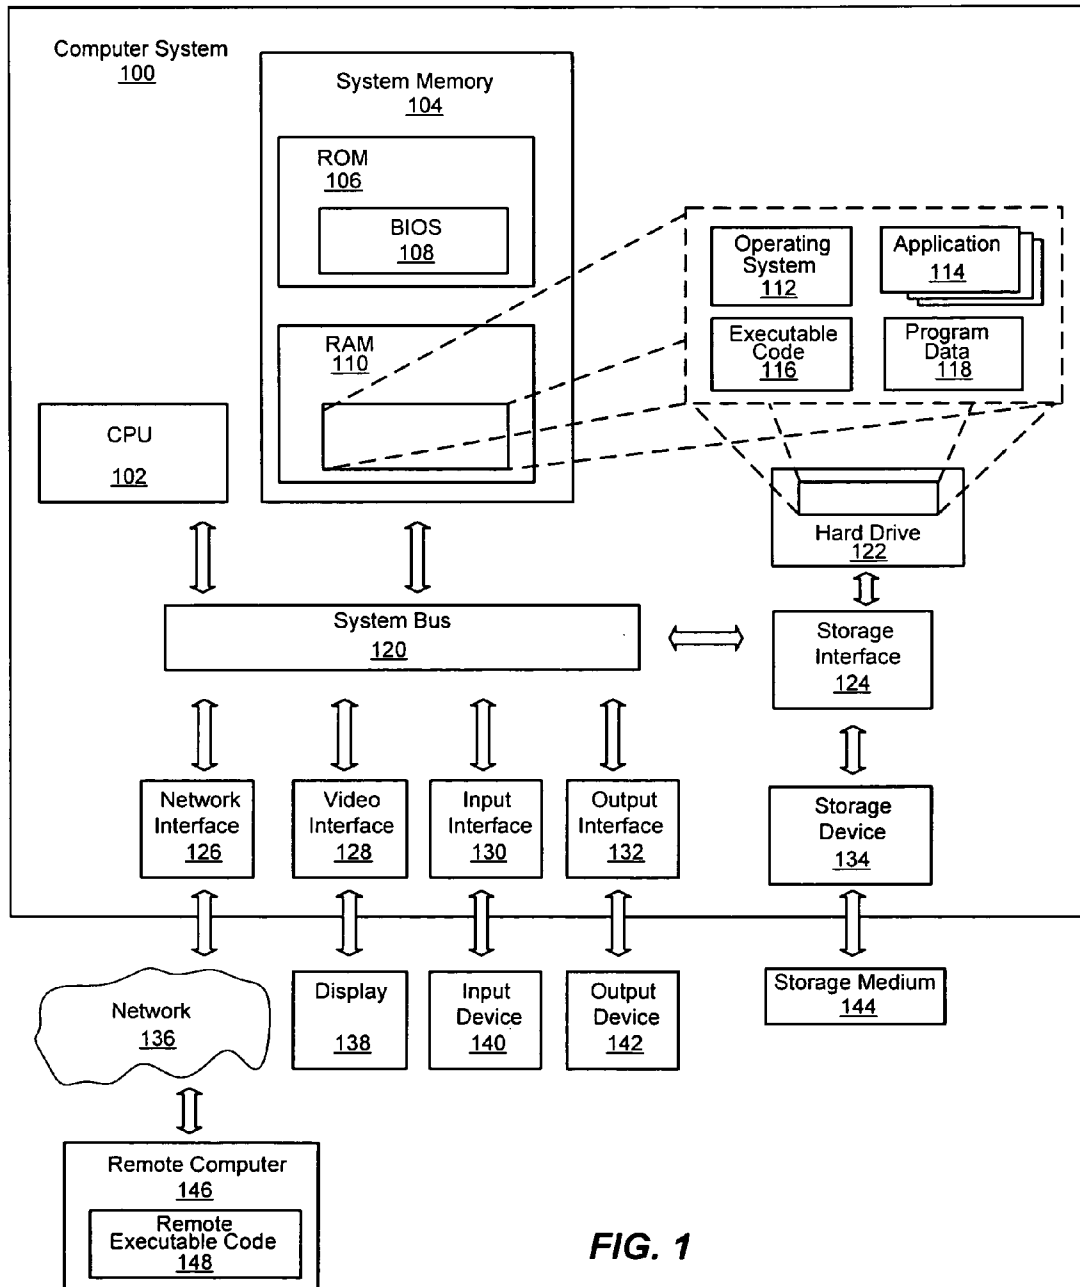 Computer System
100
System Memory
104
ROM
106
BIOS
108
RAM
110
Operating
System
112
Application
114
Executable
Code
116
Program
Data
118
CPU
102
Hard Drive
122
System Bus
120
Storage
Interface
124
Network
Interface
126
Video
Interface
128
Input
Interface
130
Output
Interface
132
Storage
Device
134
Network
136
Display
138
Input
Device
140
Output
Device
142
Storage Medium
144
Remote Computer
146
Remote
Executable Code
148
FIG. 1